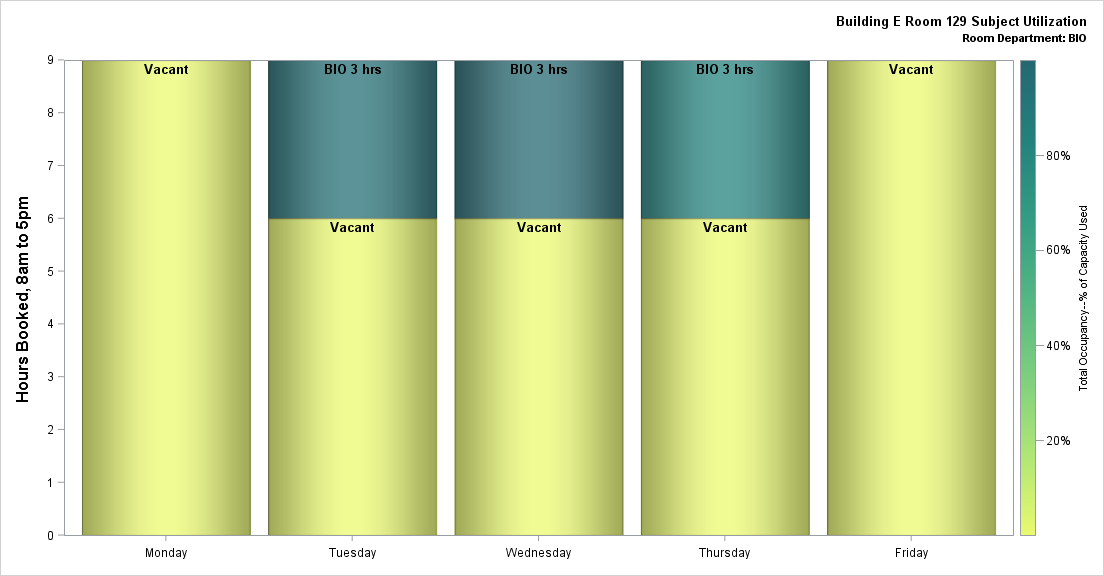 Building E Room 129 Subject Utilization
Room Department: BIO
Hours Booked, 8am to 5pm
9
8
7
6
5
4
3
2
1
0
Vacant
BIO 3 hrs
BIO 3 hrs
BIO 3 hrs
Vacant
Vacant
Vacant
Vacant
Monday
Tuesday
Wednesday
Thursday
Friday
80%
60%
40%
20%
Total Occupancy--% of Capacity Used